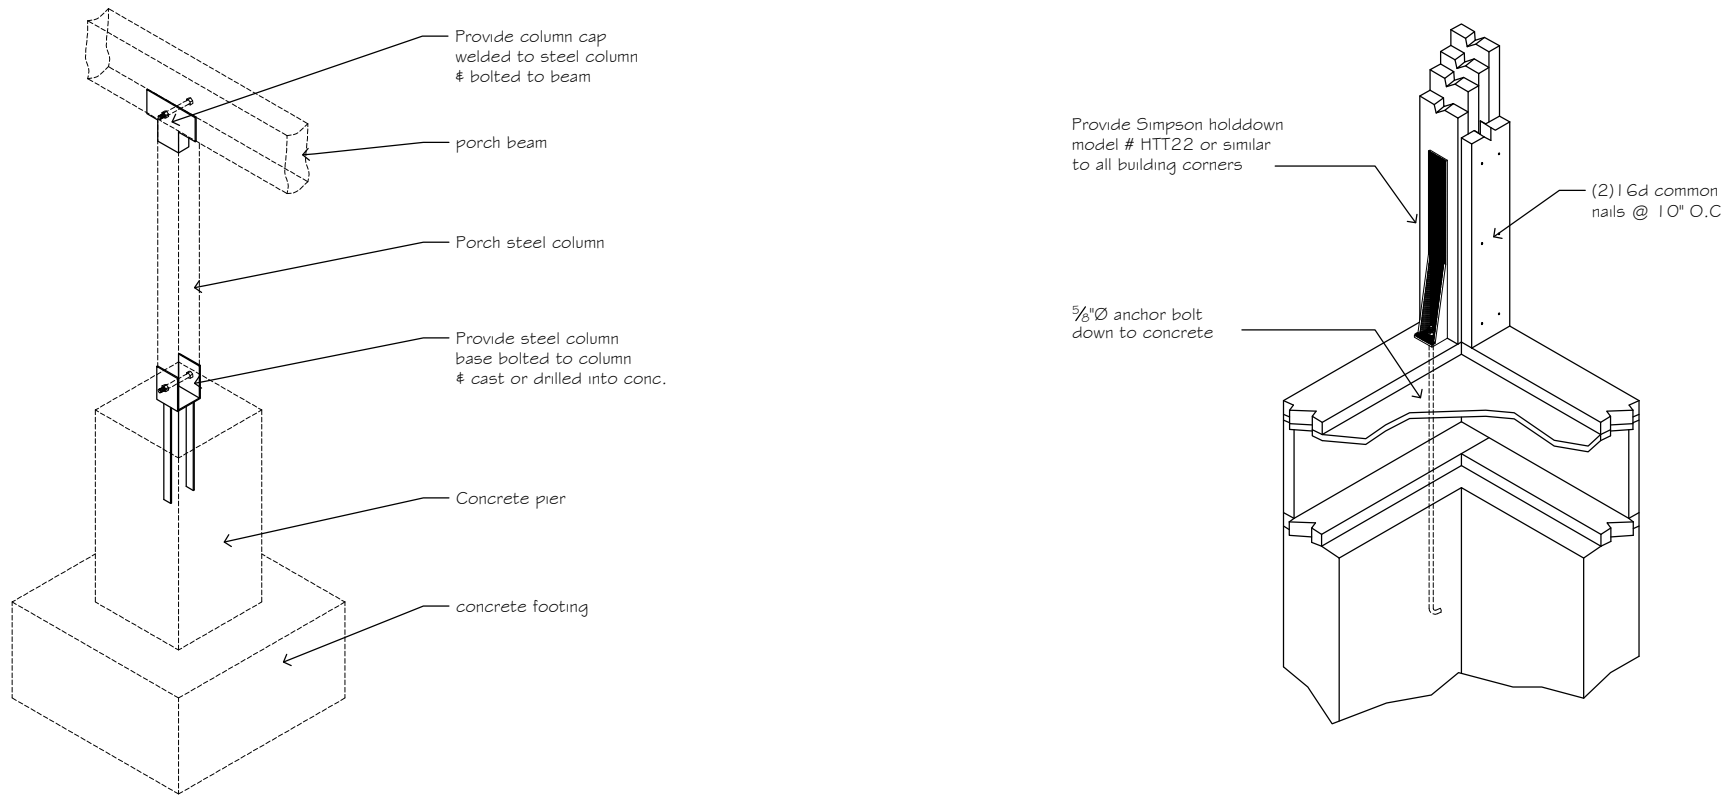 Provide column cap
welded to steel column
& bolted to beam
porch beam
Porch steel column
Provide steel column
base bolted to column
& cast or drilled into conc.
Concrete pier
concrete footing
Provide Simpson holddown
model # HTT22 or similar
to all building corners
(2)16d common
nails @ 10" O.C
5/8"Ø anchor bolt
down to concrete